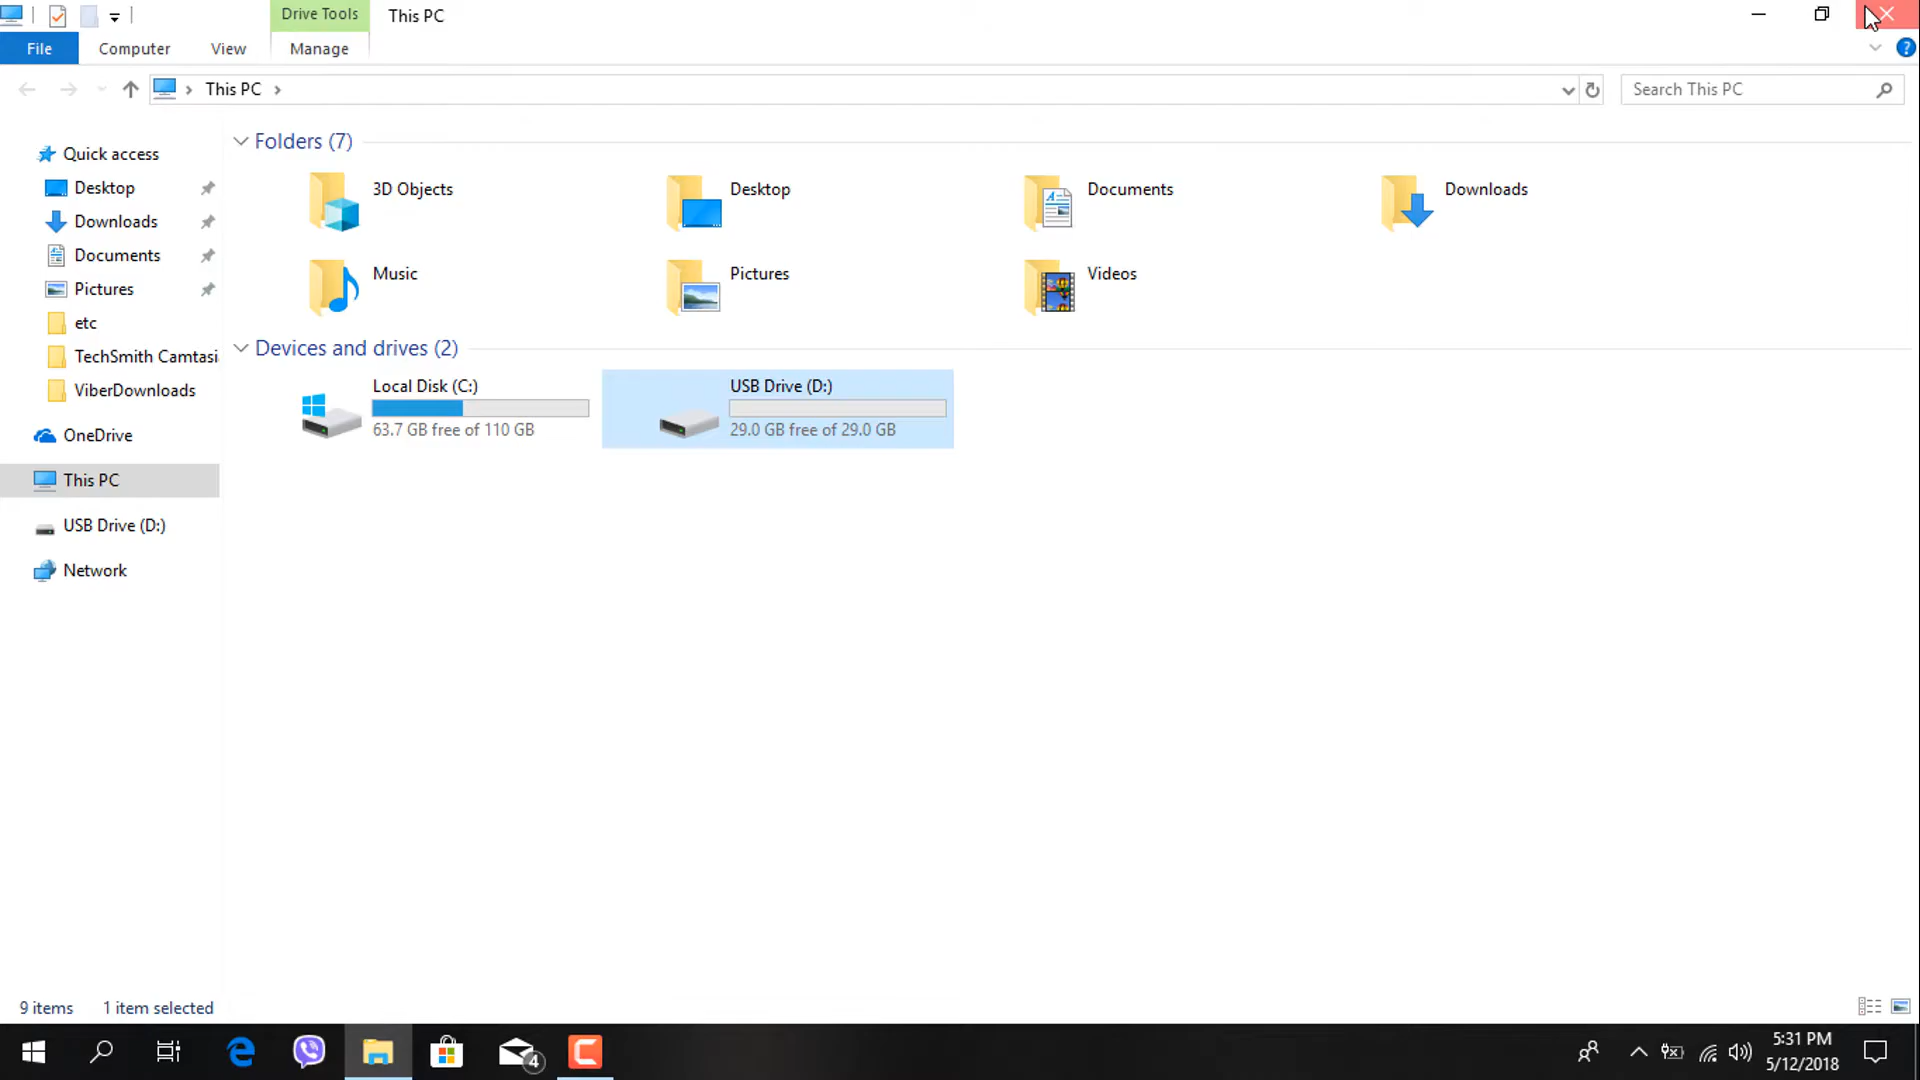 Drive Tools
This PC
File
Computer
View
Manage
This PC
Search This PC
Quick access
Desktop
Downloads
Documents
Pictures
etc
TechSmith Camtasi
ViberDownloads
OneDrive
This PC
USB Drive (D:)
Network
Folders (7)
3D Objects
Desktop
Documents
Downloads
Music
Pictures
Videos
Devices and drives (2)
Local Disk (C:)
63.7 GB free of 110 GB
USB Drive (D:)
29.0 GB free of 29.0 GB
9 items
1 item selected
4
5:31 PM
5/12/2018